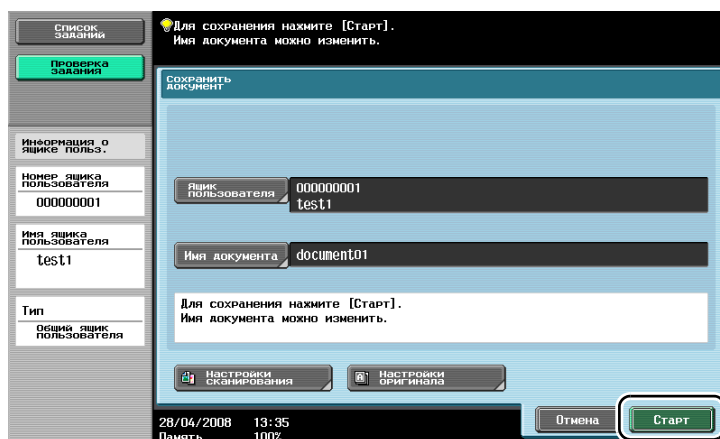 Список
заданий
Проверка
задания
Информация о
ящике польз.
Номер ящика
пользователя
000000001
Имя ящика
пользователя
test1
Тип
Общий ящик
пользователя
Для сохранения нажмите [Старт].
Имя документа можно изменить.
Сохранить
документ
Ящик
пользователя
000000001
test1
Имя документа
document01
Для сохранения нажмите [Старт].
Имя документа можно изменить.
Настройки
сканирования
Настройки
оригинала
Отмена
Старт
28/04/2008 13:35
Память 100%